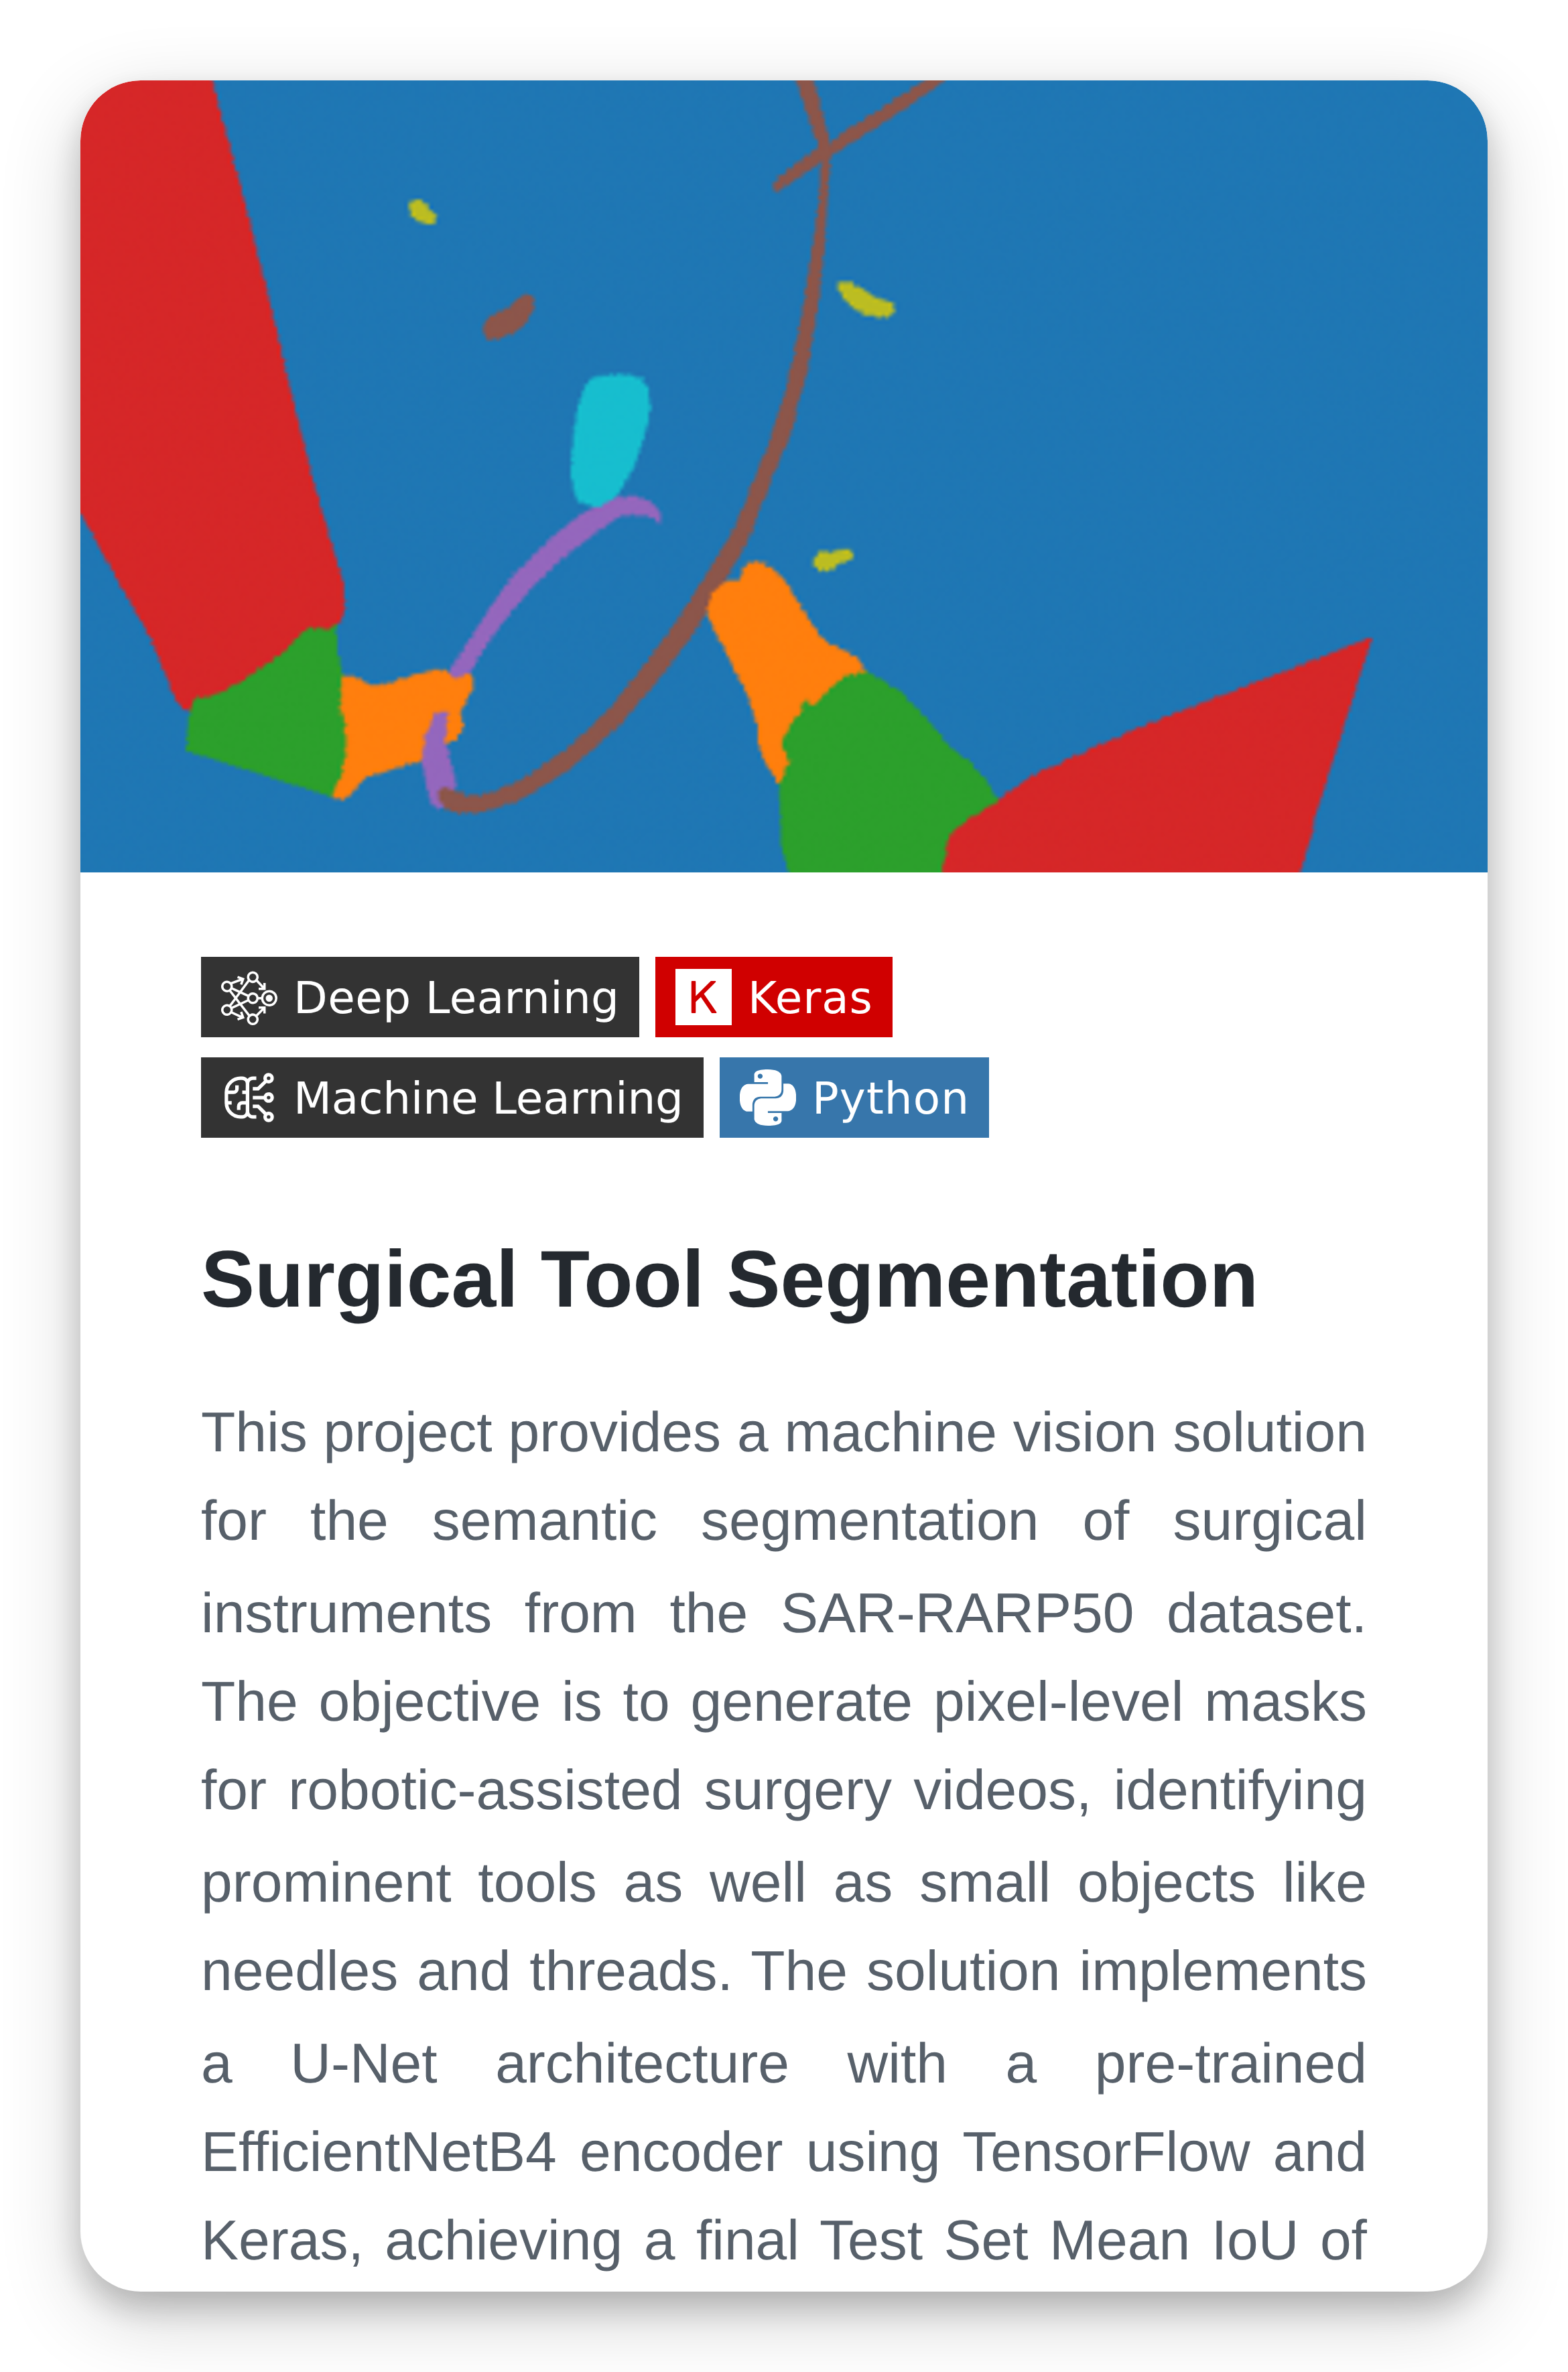 Deep Learning
K Keras
Machine Learning
Python
Surgical Tool Segmentation
This project provides a machine vision solution
for the semantic segmentation of surgical
instruments from the SAR-RARP50 dataset.
The objective is to generate pixel-level masks
for robotic-assisted surgery videos, identifying
prominent tools as well as small objects like
needles and threads. The solution implements
a U-Net architecture with a pre-trained
EfficientNetB4 encoder using TensorFlow and
Keras, achieving a final Test Set Mean IoU of